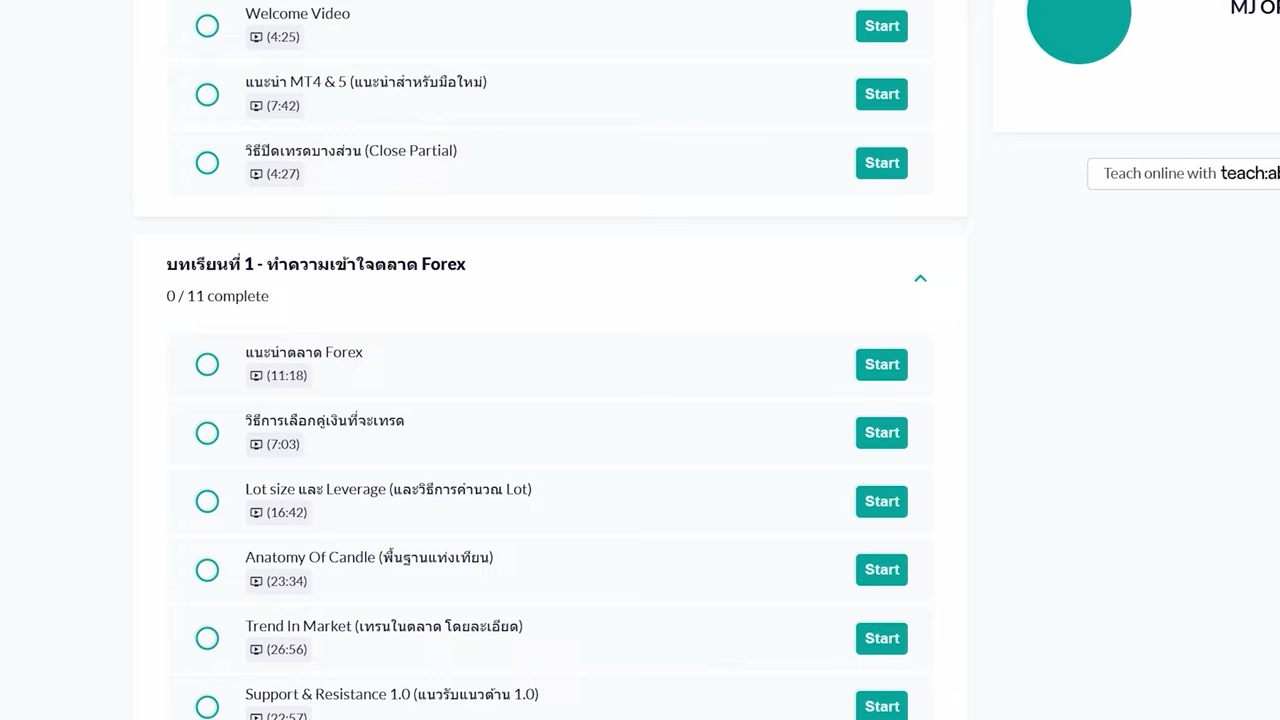 Welcome Video
(4:25)
Start
MJ
แนะนำ MT4 & 5 (แนะนำสำหรับมือใหม่)
(7:42)
Start
วิธีปิดเทรดบางส่วน (Close Partial)
(4:27)
Start
Teach online with
บทเรียนที่ 1 - ทำความเข้าใจตลาด Forex
0 / 11 complete
แนะนำตลาด Forex
(11:18)
Start
วิธีการเลือกคู่เงินที่จะเทรด
(7:03)
Start
Lot size และ Leverage (และวิธีการคำนวณ Lot)
(16:42)
Start
Anatomy Of Candle (พื้นฐานแท่งเทียน)
(23:34)
Start
Trend In Market (เทรนในตลาด โดยละเอียด)
(26:56)
Start
Support & Resistance 1.0 (แนวรับแนวต้าน 1.0)
(22:57)
Start